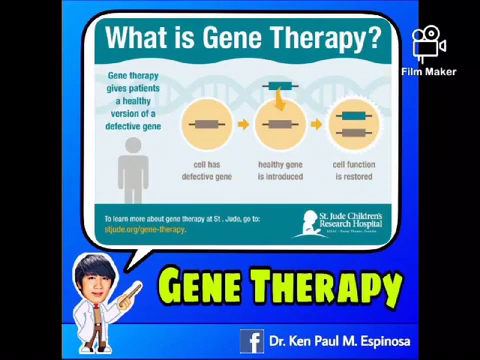 What is Gene Therapy?
Film Maker
Gene therapy
gives patients
a healthy
version of a
defective gene
cell has
defective gene
healthy gene
is introduced
cell function
is restored
To learn more about gene therapy at St . Jude, go to:
stjude.org/gene-therapy.
St. Jude Children's
Research Hospital
GENE THERAPY
f Dr. Ken Paul M. Espinosa